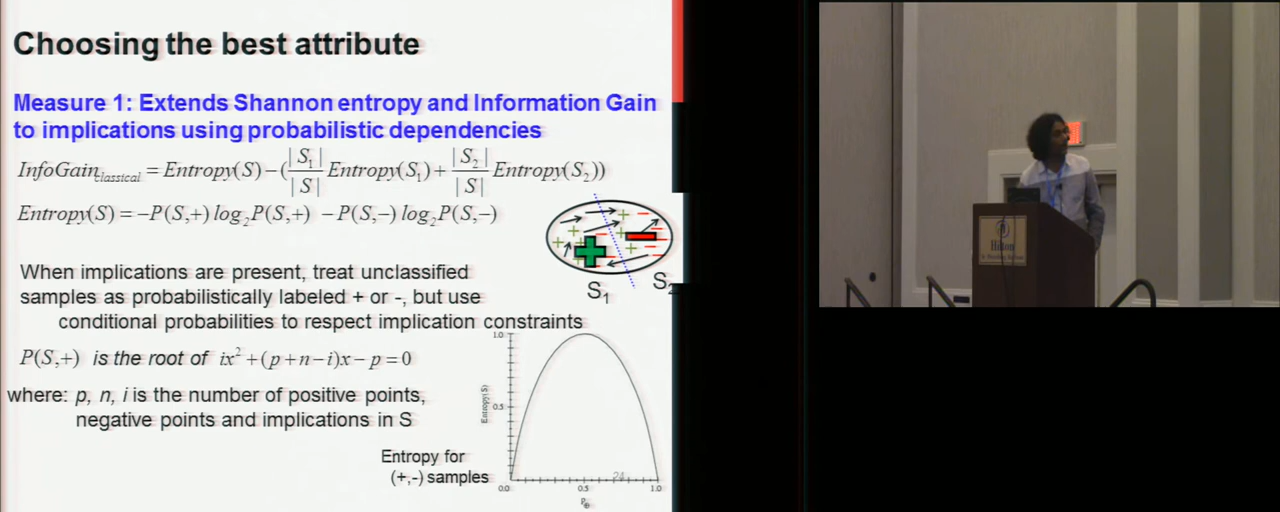 Choosing the best attribute
Measure 1: Extends Shannon entropy and Information Gain
to implications using probabilistic dependencies
InfoGain_classical = Entropy(S) − (|S₁|/|S| Entropy(S₁) + |S₂|/|S| Entropy(S₂))
Entropy(S) = −P(S,+) log₂P(S,+) −P(S,−) log₂P(S,−)
S₁
S₂
When implications are present, treat unclassified
samples as probabilistically labeled + or -, but use
conditional probabilities to respect implication constraints
P(S,+) is the root of ix² + (p + n − i)x − p = 0
where: p, n, i is the number of positive points,
negative points and implications in S
Entropy for
(+,-) samples
1.0
Entropy(S)
0.5
24
0.0 0.5 1.0
Hilton